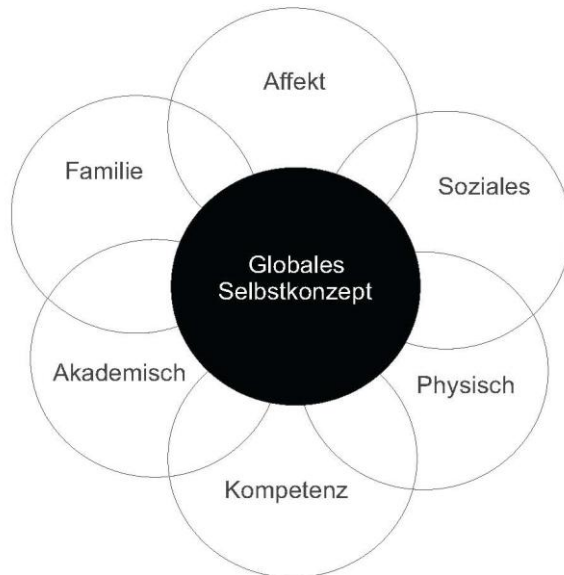 Affekt
Familie
Soziales
Globales
Selbstkonzept
Akademisch
Physisch
Kompetenz